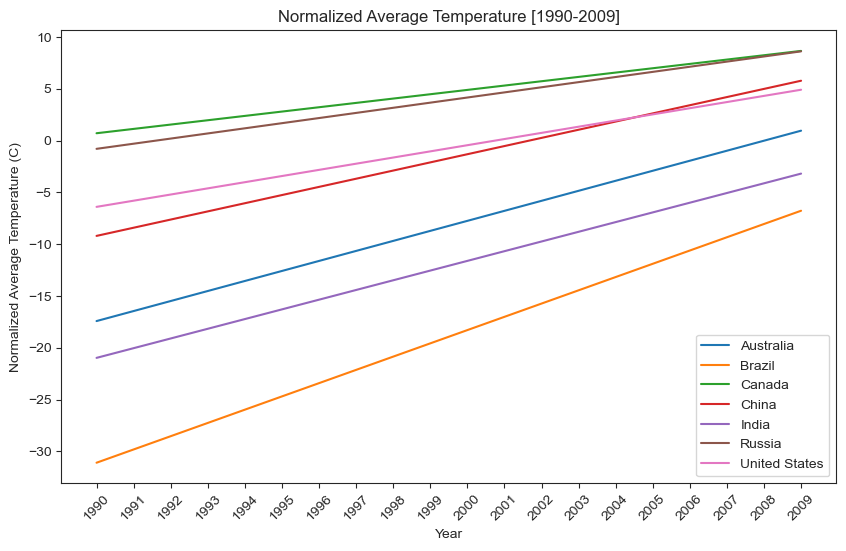 Normalized Average Temperature [1990-2009]
Normalized Average Temperature (C)
10
5
0
−5
−10
−15
−20
−25
−30
Australia
Brazil
Canada
China
India
Russia
United States
1990
1991
1992
1993
1994
1995
1996
1997
1998
1999
2000
2001
2002
2003
2004
2005
2006
2007
2008
2009
Year